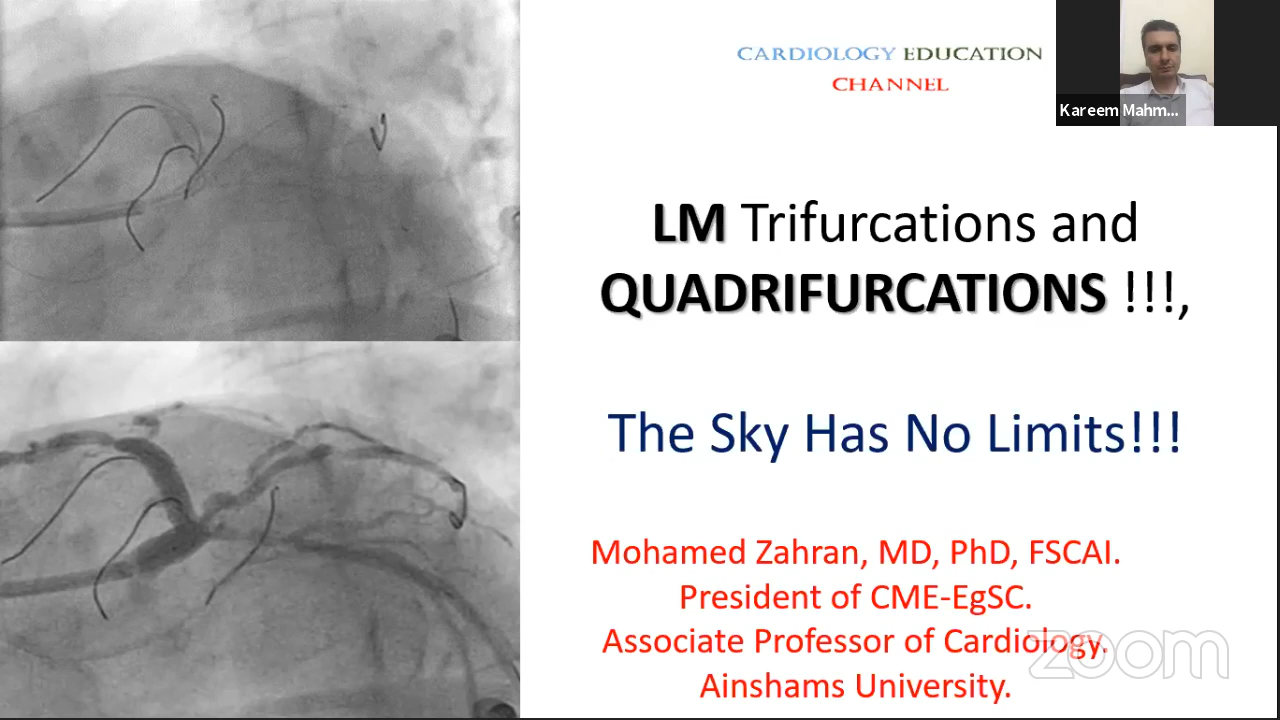 CARDIOLOGY EDUCATION
CHANNEL
Kareem Mahm...
LM Trifurcations and
QUADRIFURCATIONS !!!,
The Sky Has No Limits!!!
Mohamed Zahran, MD, PhD, FSCAI.
President of CME-EgSC.
Associate Professor of Cardiology.
Ainshams University.
zoom